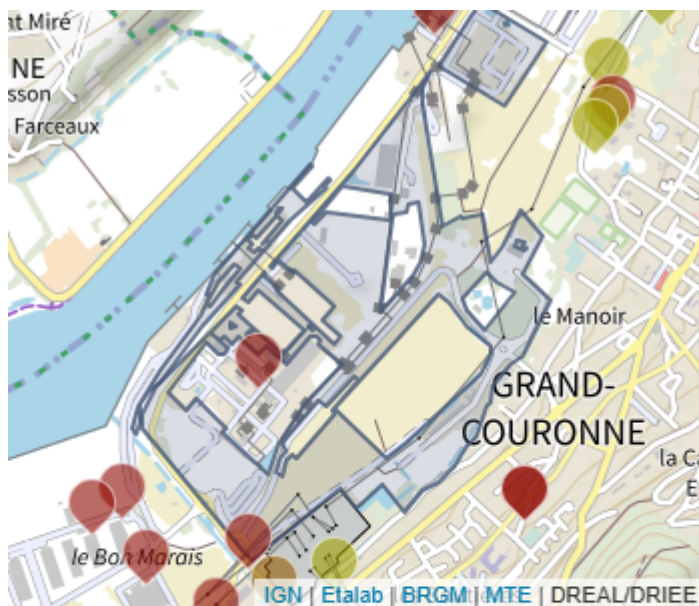 nt Miré
NE
sson
Farceaux
le Manoir
GRAND-
COURONNE
la Ca
E
le Bon Marais
IGN | Etalab | BRGM | MTE | DREAL/DRIEE